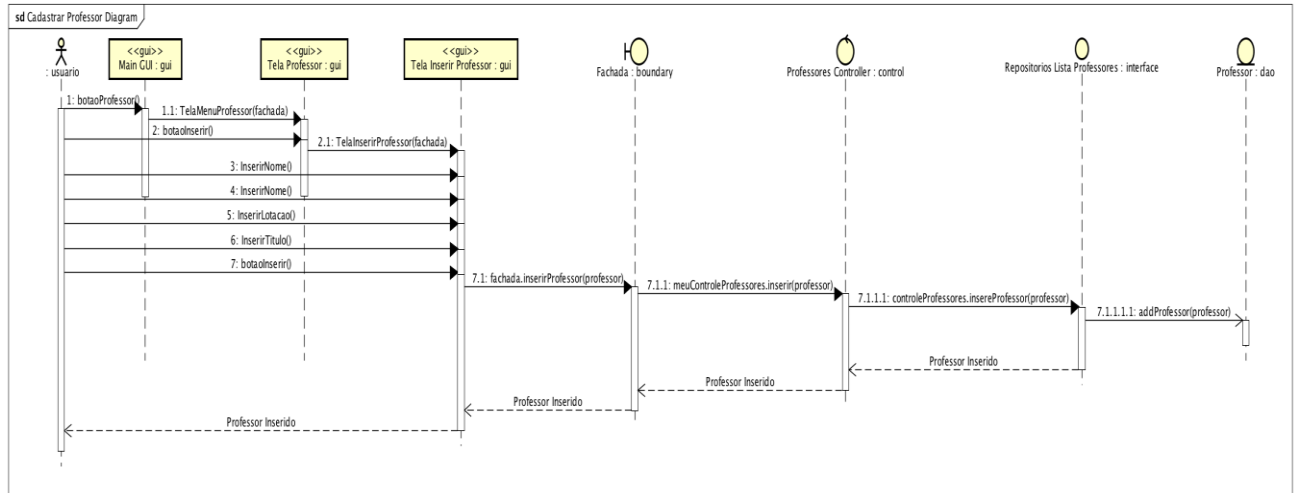 sd Cadastrar Professor Diagram
: usuario
<<gui>>
Main GUI : gui
<<gui>>
Tela Professor : gui
<<gui>>
Tela Inserir Professor : gui
Fachada : boundary
Professores Controller : control
Repositorios Lista Professores : interface
Professor : dao
1: botaoProfessor()
1.1: TelaMenuProfessor(fachada)
2: botaoInserir()
2.1: TelaInserirProfessor(fachada)
3: InserirNome()
4: InserirNome()
5: InserirLotacao()
6: InserirTitulo()
7: botaoInserir()
7.1: fachada.inserirProfessor(professor)
7.1.1: meuControleProfessores.inserir(professor)
7.1.1.1: controleProfessores.insereProfessor(professor)
7.1.1.1.1: addProfessor(professor)
Professor Inserido
Professor Inserido
Professor Inserido
Professor Inserido